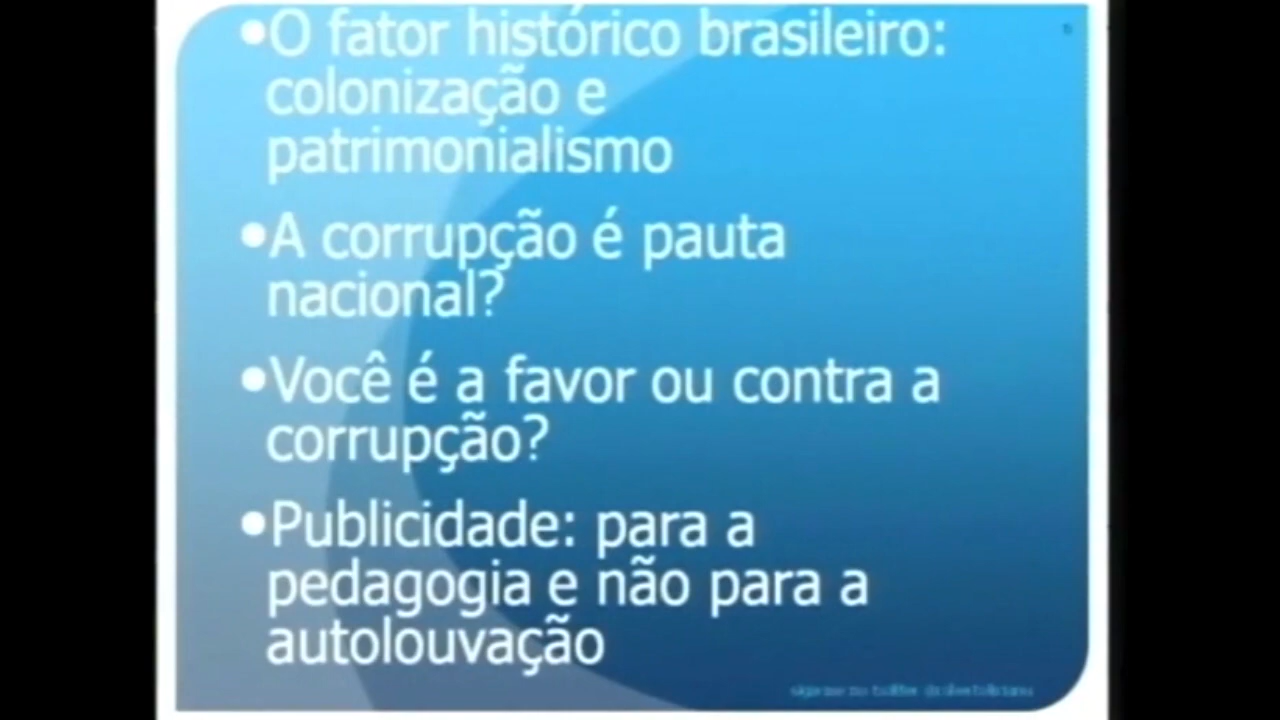 •O fator histórico brasileiro:
colonização e
patrimonialismo
•A corrupção é pauta
nacional?
•Você é a favor ou contra a
corrupção?
•Publicidade: para a
pedagogia e não para a
autolouvação